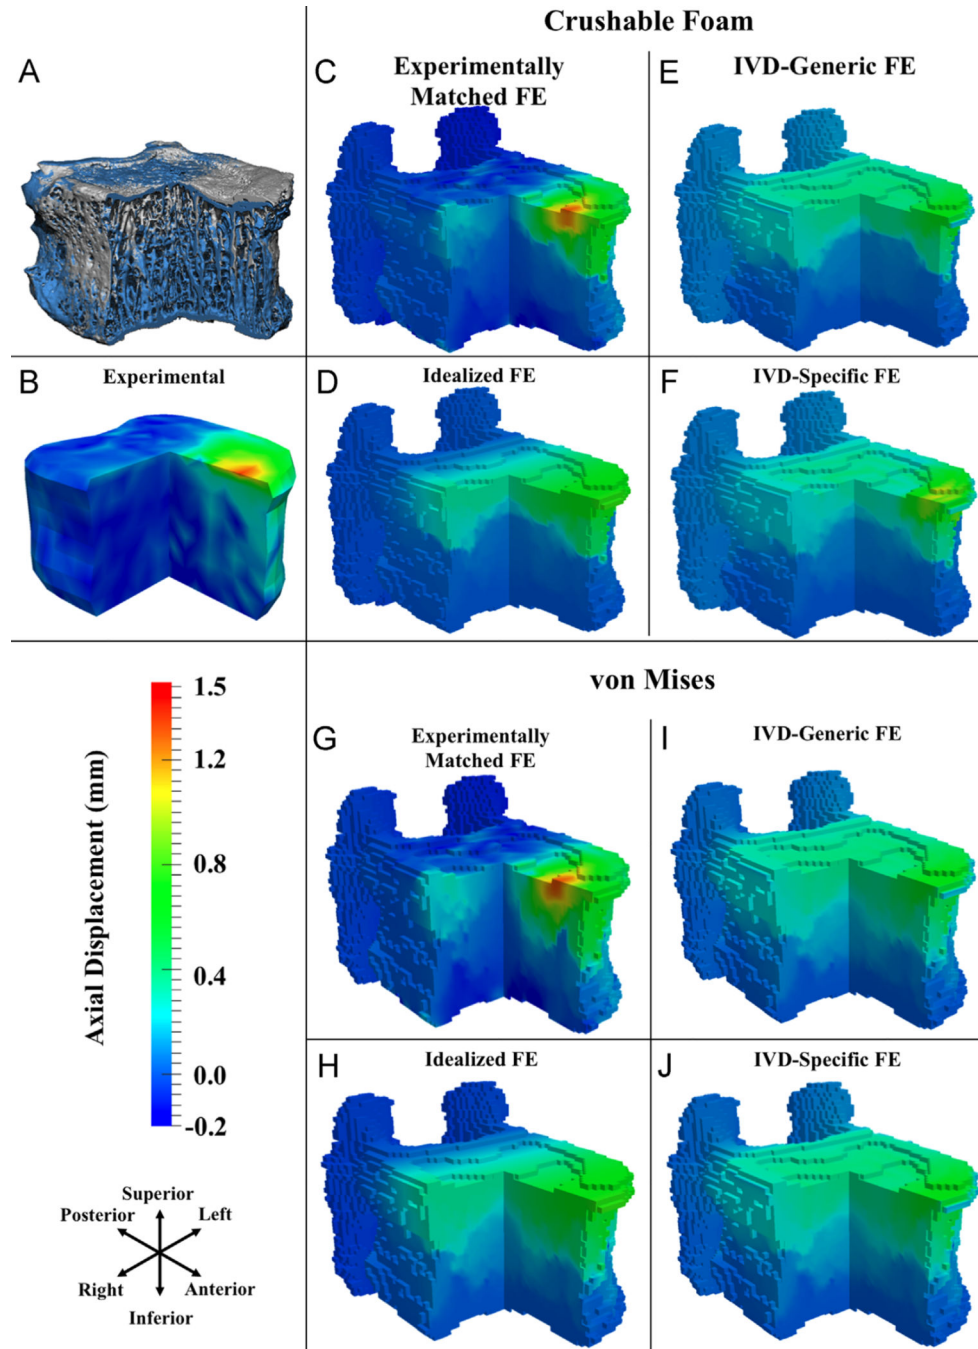 Crushable Foam
A
C
Experimentally
Matched FE
E
IVD-Generic FE
B
Experimental
D
Idealized FE
F
IVD-Specific FE
von Mises
Axial Displacement (mm)
1.5
1.2
0.8
0.4
0.0
-0.2
G
Experimentally
Matched FE
I
IVD-Generic FE
H
Idealized FE
J
IVD-Specific FE
Superior
Posterior
Left
Right
Anterior
Inferior